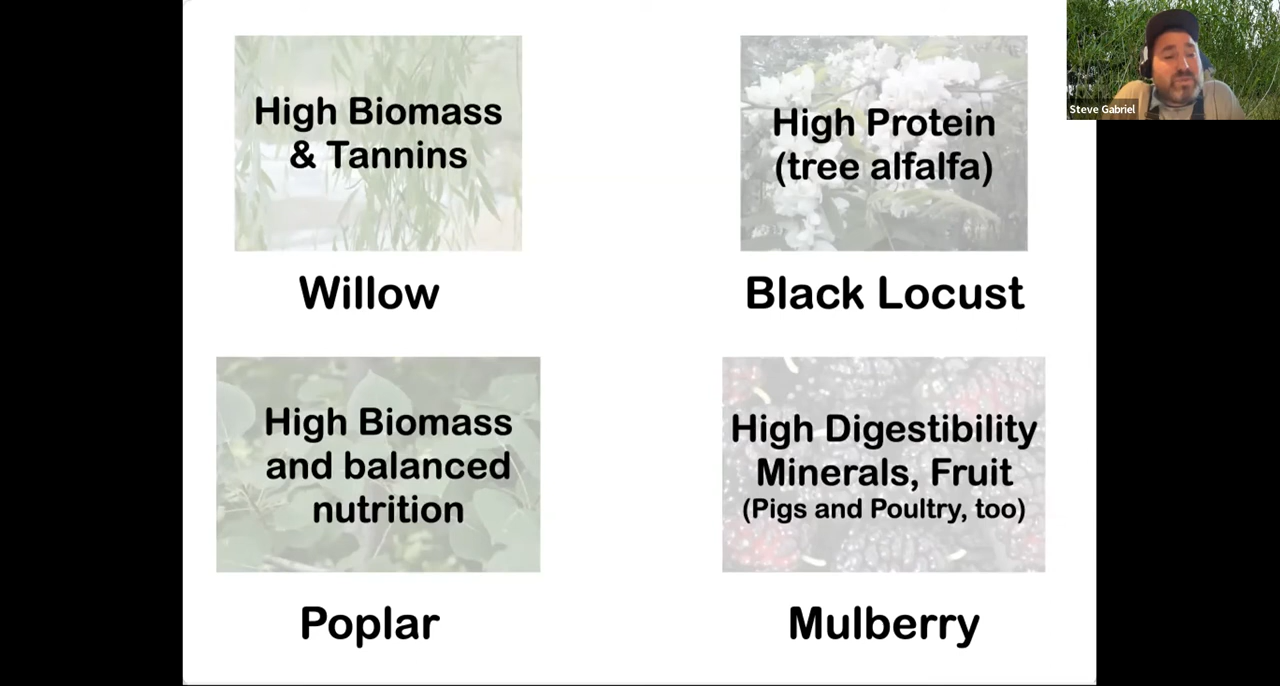 High Biomass
& Tannins
Willow
High Protein
(tree alfalfa)
Black Locust
High Biomass
and balanced
nutrition
Poplar
High Digestibility
Minerals, Fruit
(Pigs and Poultry, too)
Mulberry
Steve Gabriel